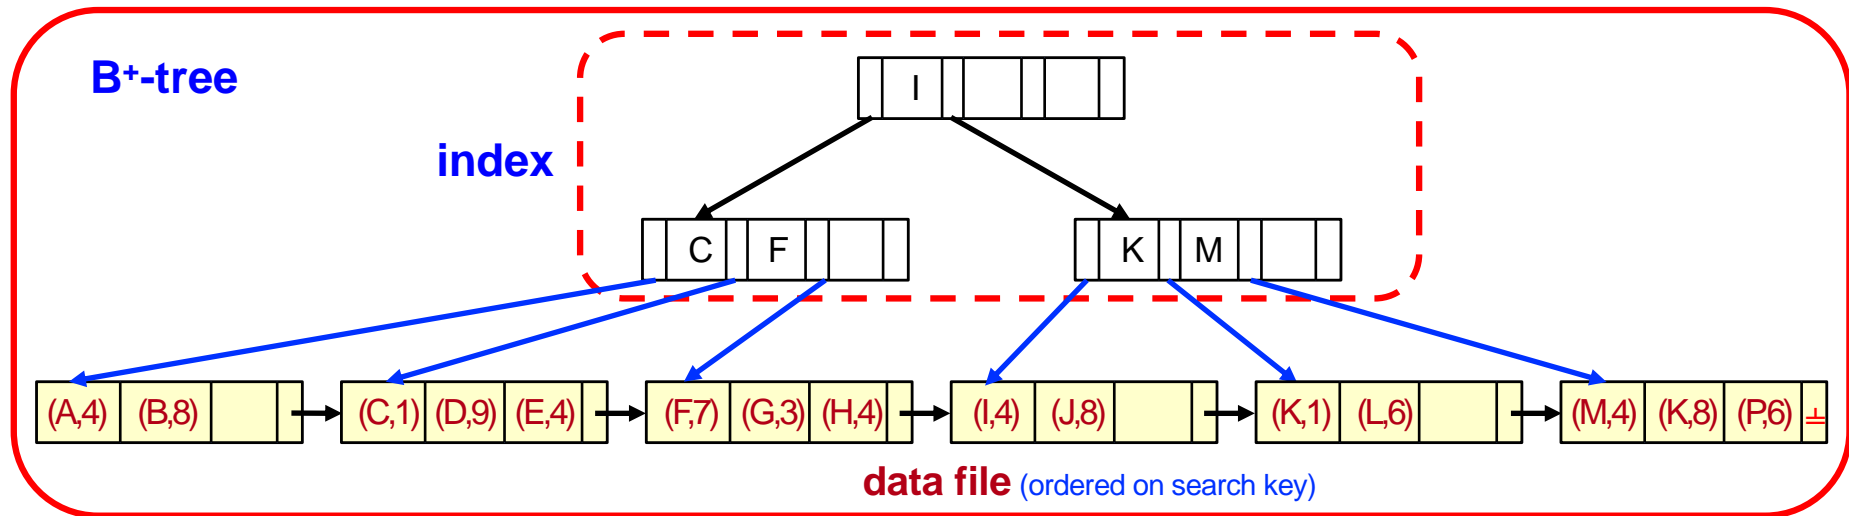 B+-tree
I
index
C F K M
(A,4) (B,8) (C,1) (D,9) (E,4) (F,7) (G,3) (H,4) (I,4) (J,8) (K,1) (L,6) (M,4) (K,8) (P,6)
data file (ordered on search key)